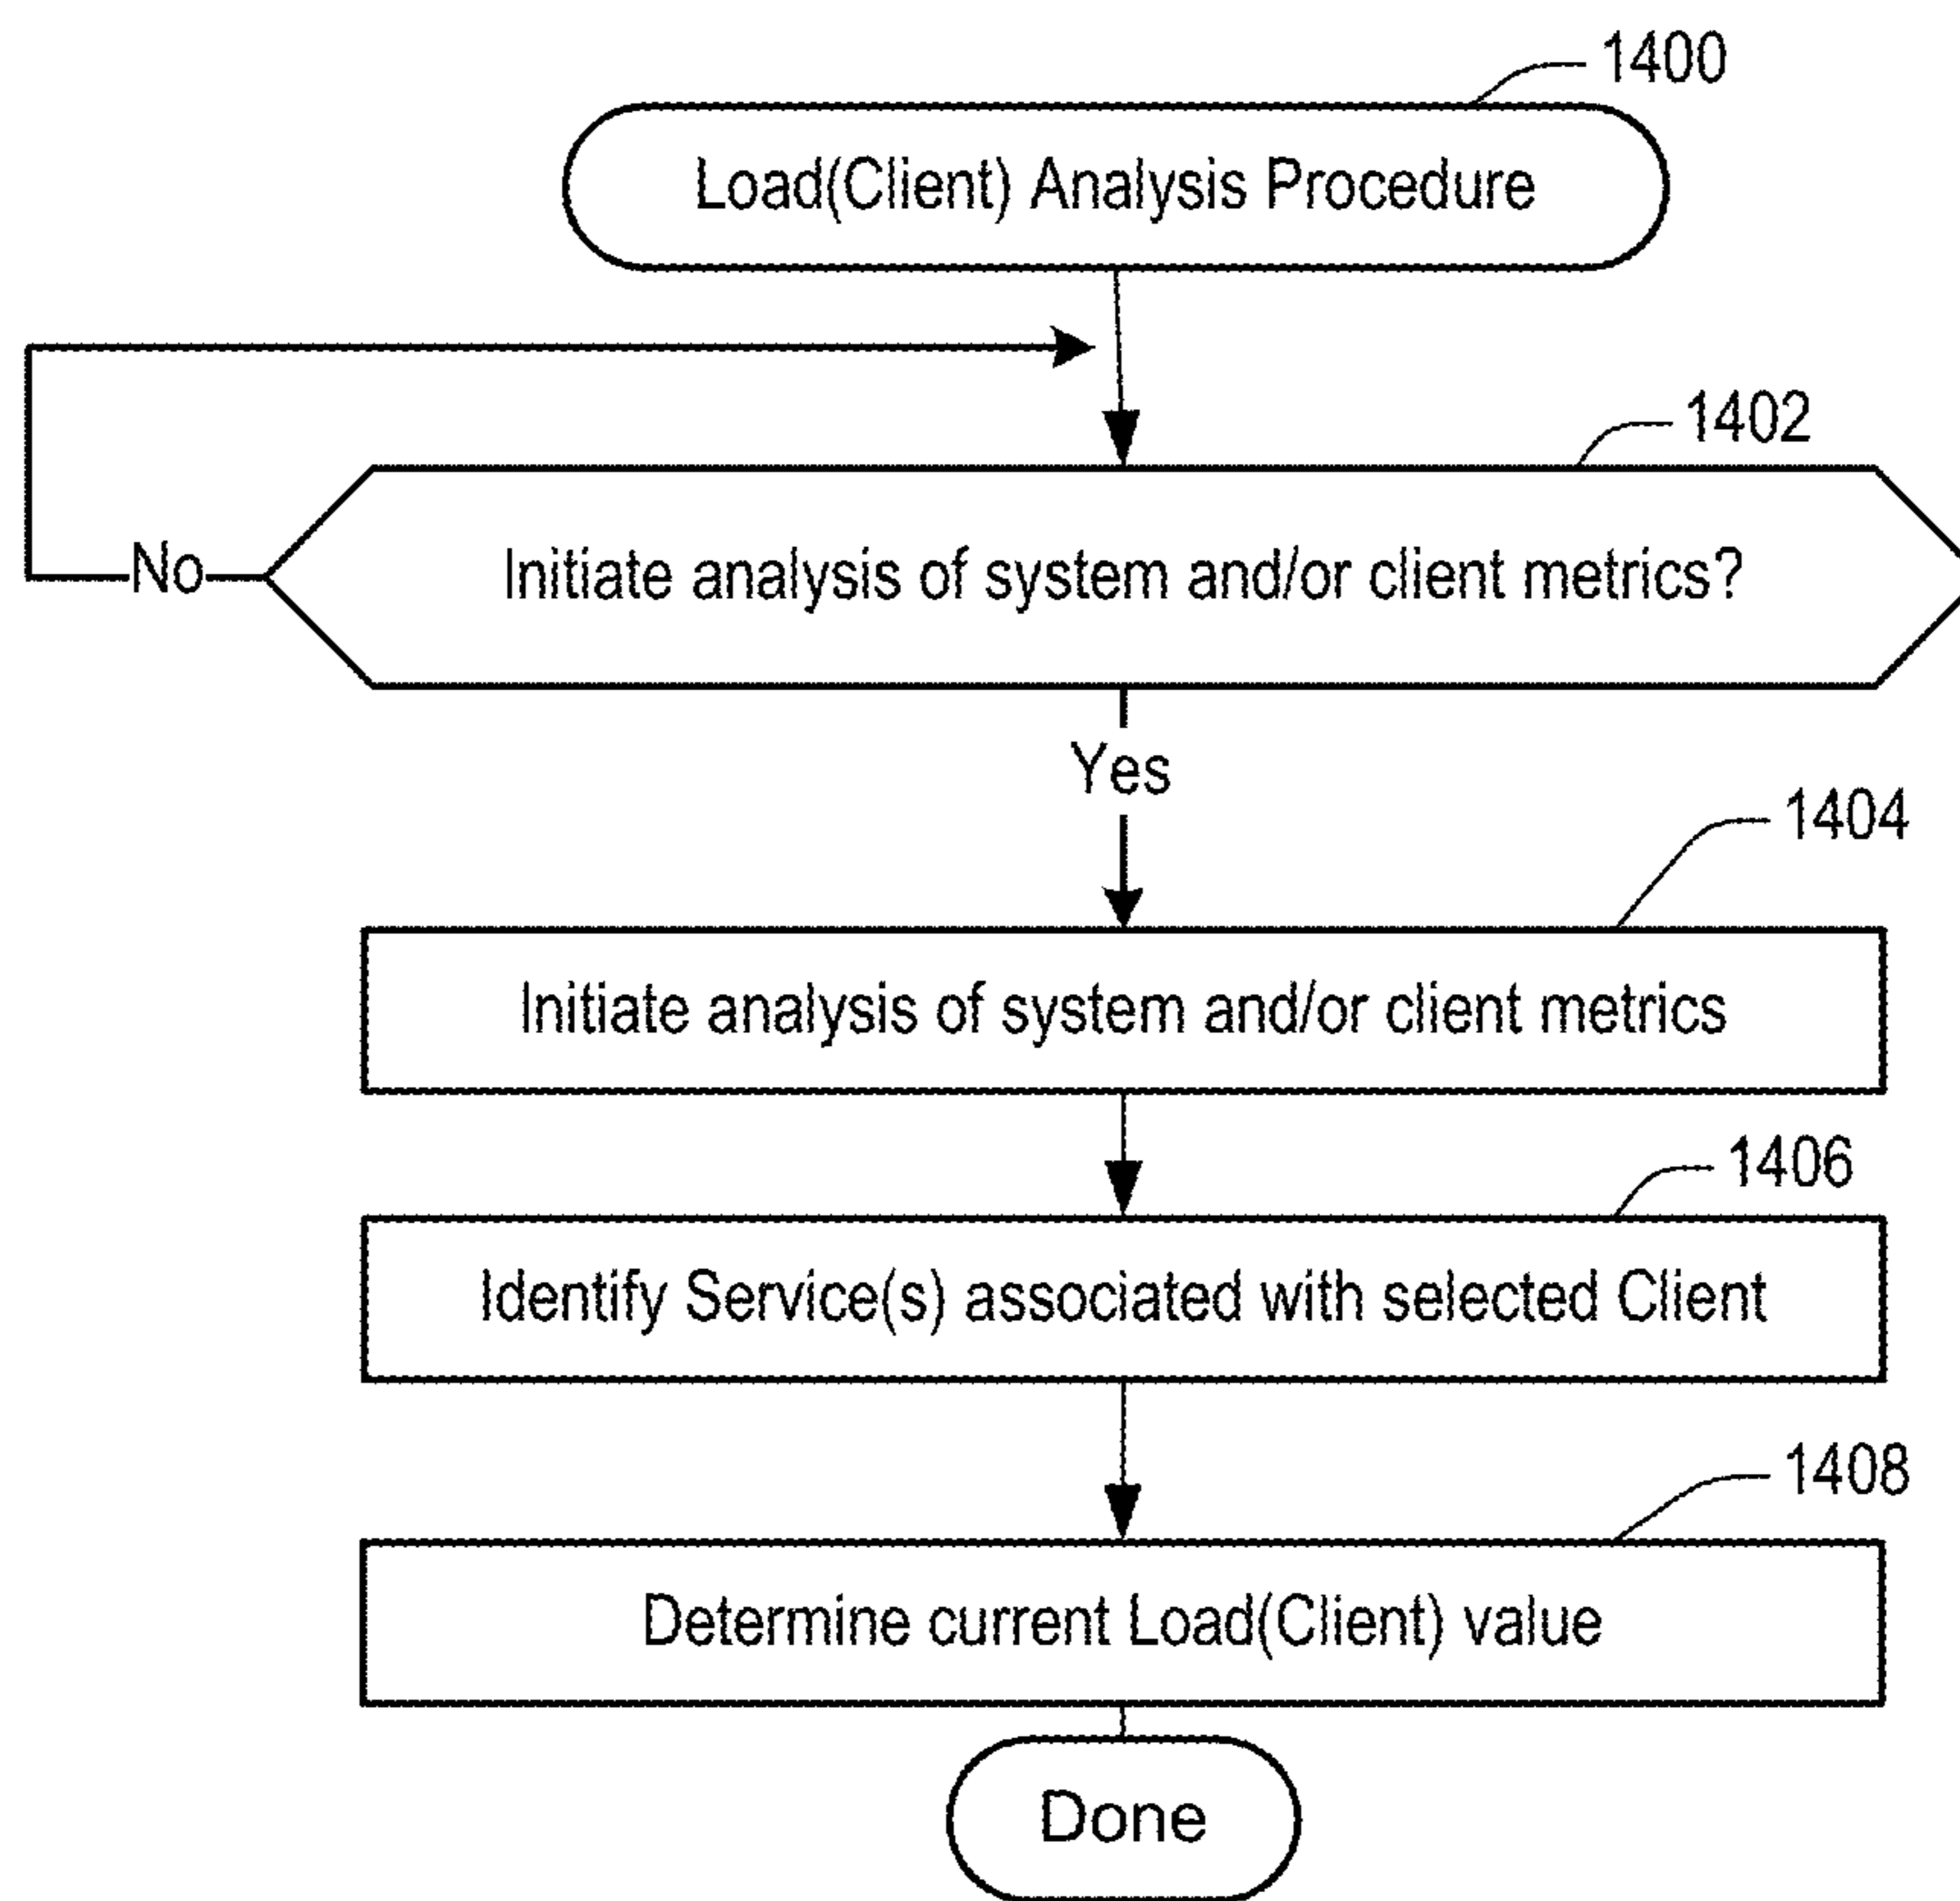 1400
Load(Client) Analysis Procedure
1402
Initiate analysis of system and/or client metrics?
No
Yes
1404
Initiate analysis of system and/or client metrics
1406
Identify Service(s) associated with selected Client
1408
Determine current Load(Client) value
Done